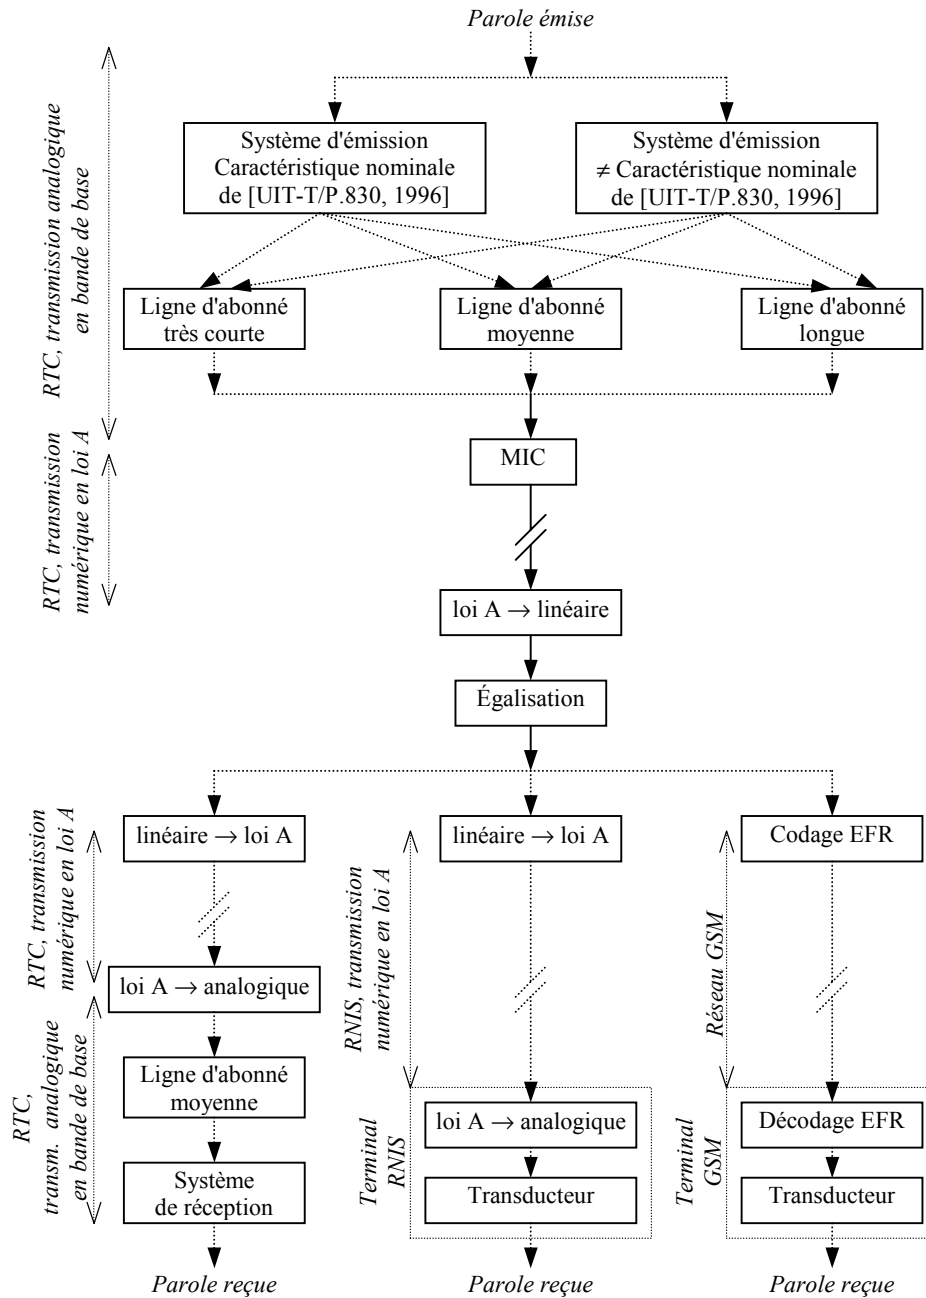 Parole émise
RTC, transmission analogique
en bande de base
Système d'émission
Caractéristique nominale
de [UIT-T/P.830, 1996]
Système d'émission
≠ Caractéristique nominale
de [UIT-T/P.830, 1996]
Ligne d'abonné
très courte
Ligne d'abonné
moyenne
Ligne d'abonné
longue
RTC, transmission
numérique en loi A
MIC
loi A → linéaire
Égalisation
linéaire → loi A
linéaire → loi A
Codage EFR
RTC, transmission
numérique en loi A
RNIS, transmission
numérique en loi A
Réseau GSM
loi A → analogique
RTC,
transm. analogique
en bande de base
Ligne d'abonné
moyenne
Système
de réception
Terminal
RNIS
loi A → analogique
Transducteur
Terminal
GSM
Décodage EFR
Transducteur
Parole reçue
Parole reçue
Parole reçue